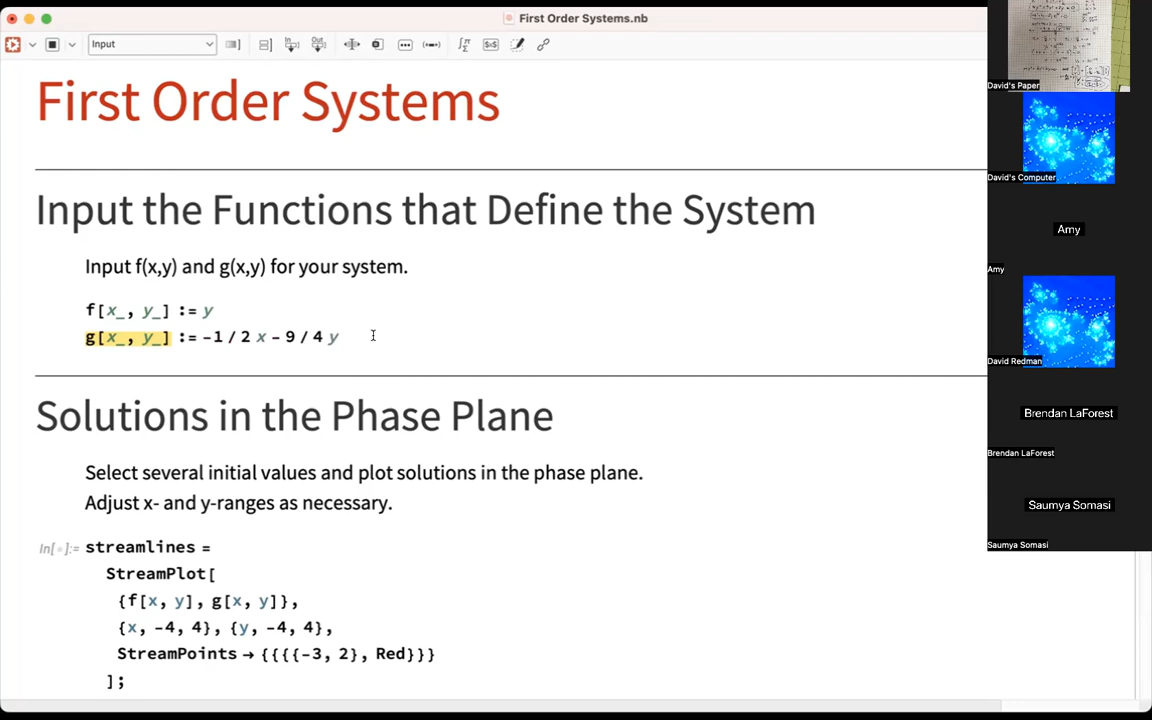 First Order Systems.nb
Input
First Order Systems
Input the Functions that Define the System
Input f(x,y) and g(x,y) for your system.
f[x_, y_] := y
g[x_, y_] := -1 / 2 x - 9 / 4 y
Solutions in the Phase Plane
Select several initial values and plot solutions in the phase plane.
Adjust x- and y-ranges as necessary.
In[◦]:= streamlines =
StreamPlot[
{f[x, y], g[x, y]},
{x, -4, 4}, {y, -4, 4},
StreamPoints → {{{{-3, 2}, Red}}}
];
David's Paper
David's Computer
Amy
Amy
David Redman
Brendan LaForest
Brendan LaForest
Saumya Somasi
Saumya Somasi